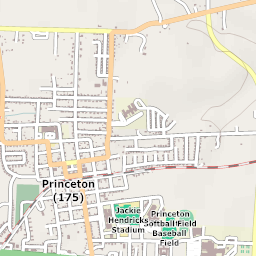 Princeton
(175)
Jackie
Hendricks
Stadium
Princeton
Softball Field
Baseball
Field